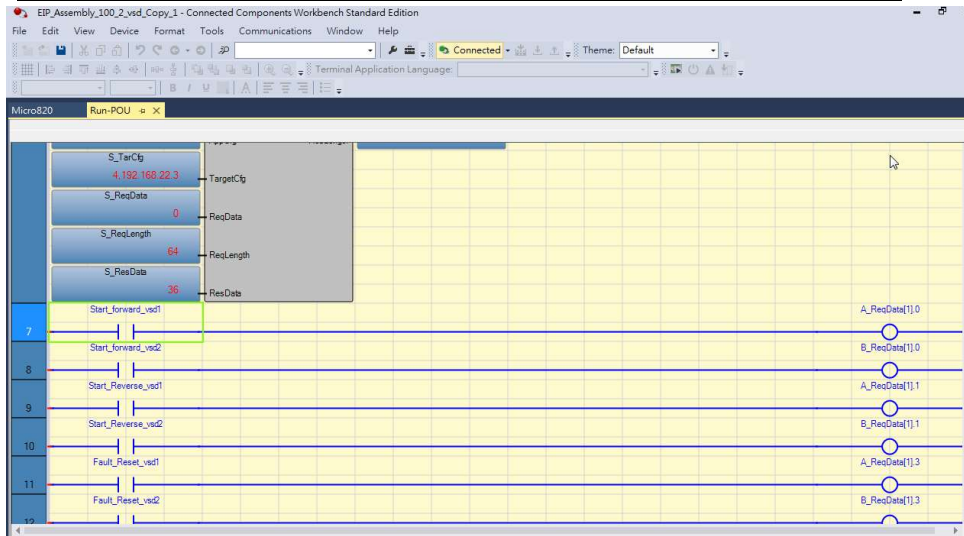 EIP_Assembly_100_2_vsd_Copy_1 - Connected Components Workbench Standard Edition
File Edit View Device Format Tools Communications Window Help
Connected Theme: Default
Terminal Application Language:
B I U A
Micro820 Run-POU
S_TarCfg
4,192.168.22.3 TargetCfg
S_ReqData
0 ReqData
S_ReqLength
64 ReqLength
S_ResData
36 ResData
Start_forward_vsd1 A_ReqData[1].0
7
Start_forward_vsd2 B_ReqData[1].0
8
Start_Reverse_vsd1 A_ReqData[1].1
9
Start_Reverse_vsd2 B_ReqData[1].1
10
Fault_Reset_vsd1 A_ReqData[1].3
11
Fault_Reset_vsd2 B_ReqData[1].3
12